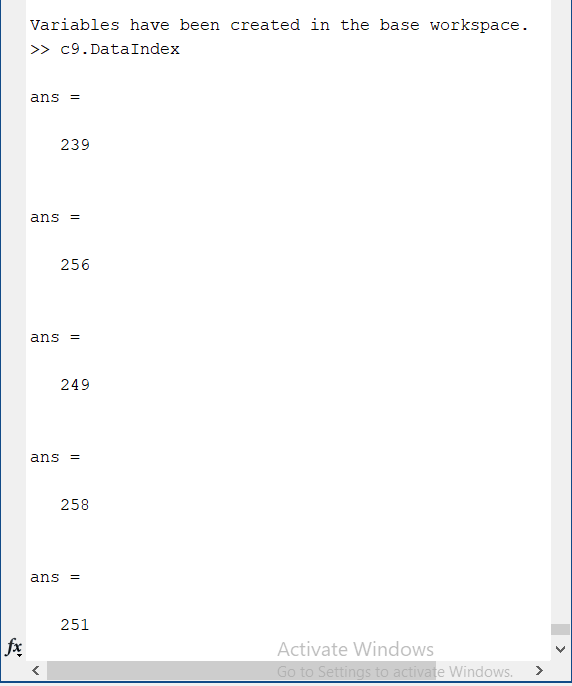 Variables have been created in the base workspace.
>> c9.DataIndex
ans =
239
ans =
256
ans =
249
ans =
258
ans =
251
fx
Activate Windows
Go to Settings to activate Windows.